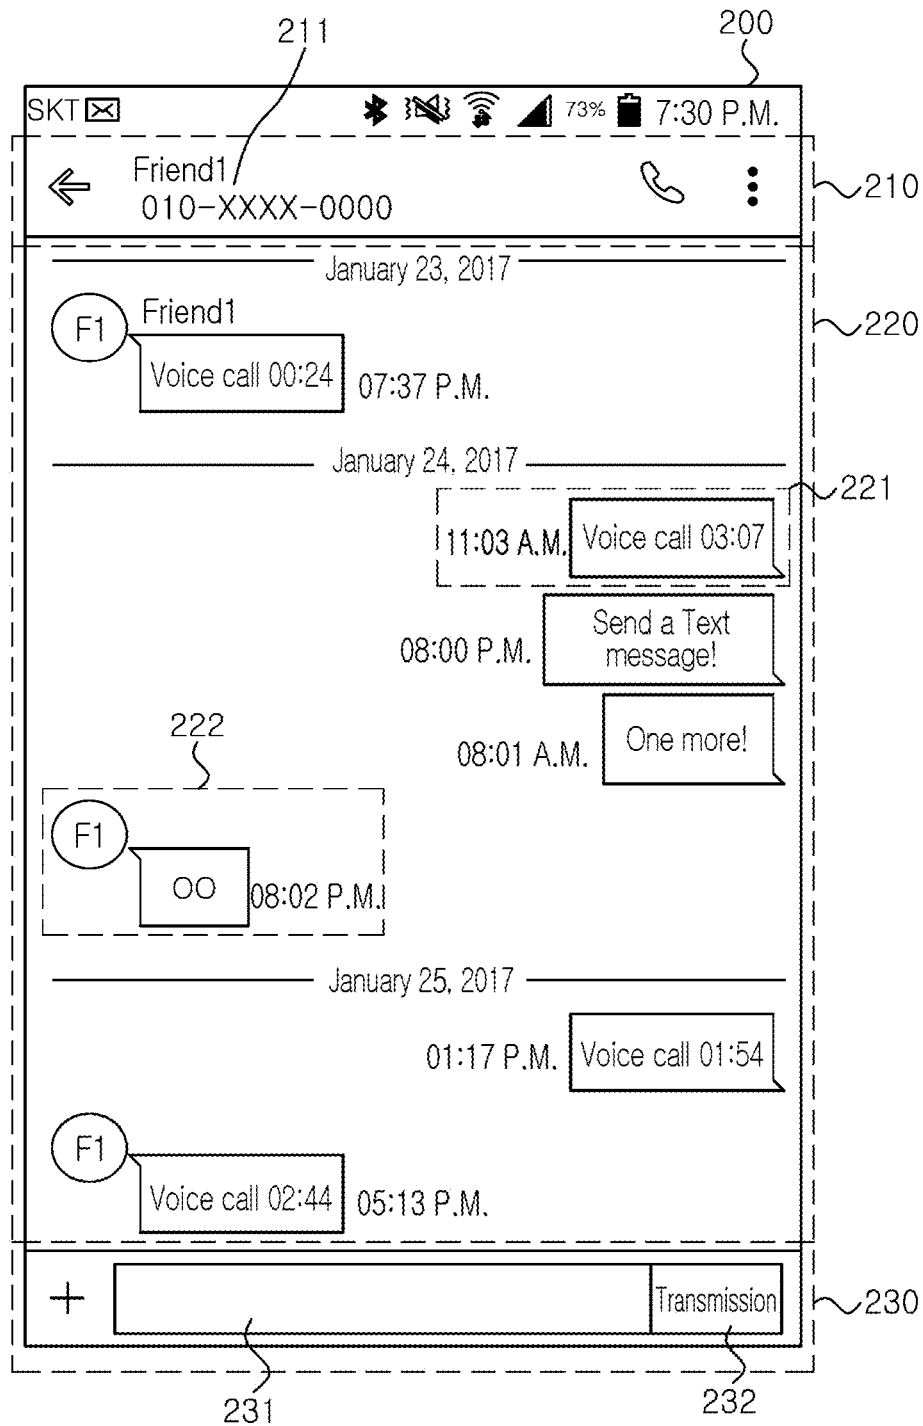 211
200
SKT 73% 7:30 P.M.
Friend1
010-XXXX-0000
210
January 23, 2017
220
F1 Friend1
Voice call 00:24 07:37 P.M.
January 24, 2017
221
11:03 A.M. Voice call 03:07
08:00 P.M. Send a Text
message!
222
08:01 A.M. One more!
F1
OO 08:02 P.M.
January 25, 2017
01:17 P.M. Voice call 01:54
F1
Voice call 02:44 05:13 P.M.
+ Transmission 230
231 232